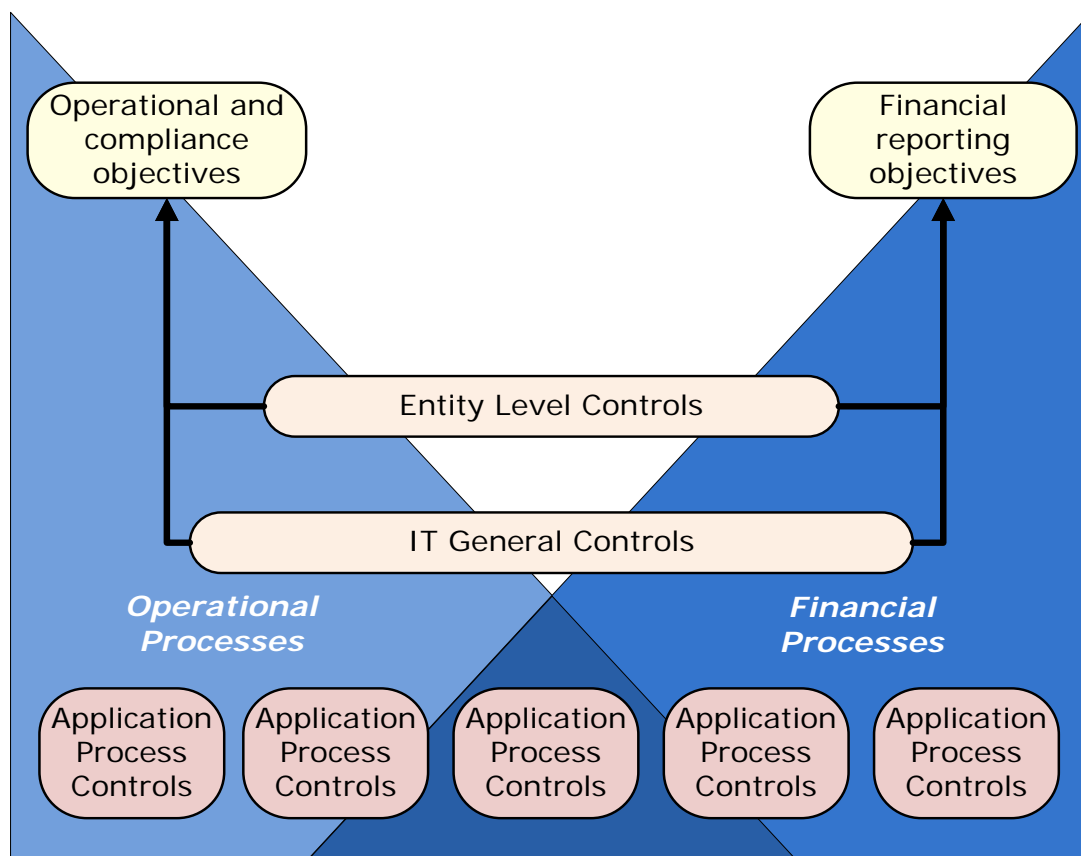 Operational and
compliance
objectives
Financial
reporting
objectives
Entity Level Controls
IT General Controls
Operational
Processes
Financial
Processes
Application
Process
Controls
Application
Process
Controls
Application
Process
Controls
Application
Process
Controls
Application
Process
Controls